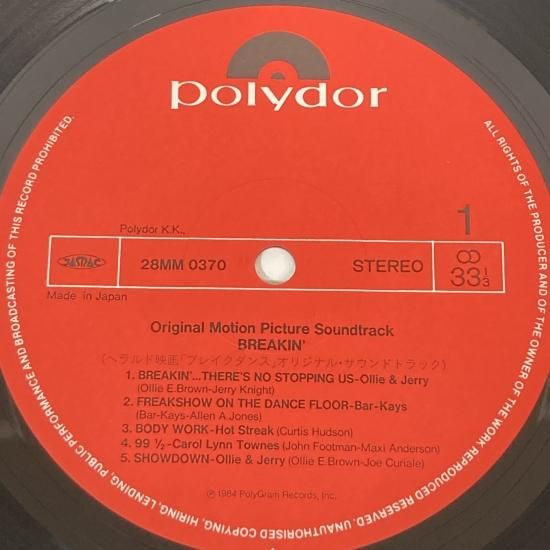 polydor
ALL RIGHTS OF THE PRODUCER AND OF THE OWNER OF THE WORK REPRODUCED RESERVED. UNAUTHORISED COPYING, HIRING, LENDING, PUBLIC PERFORMANCE AND BROADCASTING OF THIS RECORD PROHIBITED.
Polydor K.K.,
1
JASRAC
28MM 0370
STEREO
33 1/3
Made in Japan
Original Motion Picture Soundtrack
BREAKIN'
(ヘラルド映画「ブレイクダンス」オリジナル・サウンドトラック)
1. BREAKIN'...THERE'S NO STOPPING US-Ollie & Jerry
(Ollie E.Brown-Jerry Knight)
2. FREAKSHOW ON THE DANCE FLOOR-Bar-Kays
(Bar-Kays-Allen A.Jones)
3. BODY WORK-Hot Streak (Curtis Hudson)
4. 99 ½-Carol Lynn Townes (John Footman-Maxi Anderson)
5. SHOWDOWN-Ollie & Jerry (Ollie E.Brown-Joe Curiale)
℗ 1984 PolyGram Records, Inc.